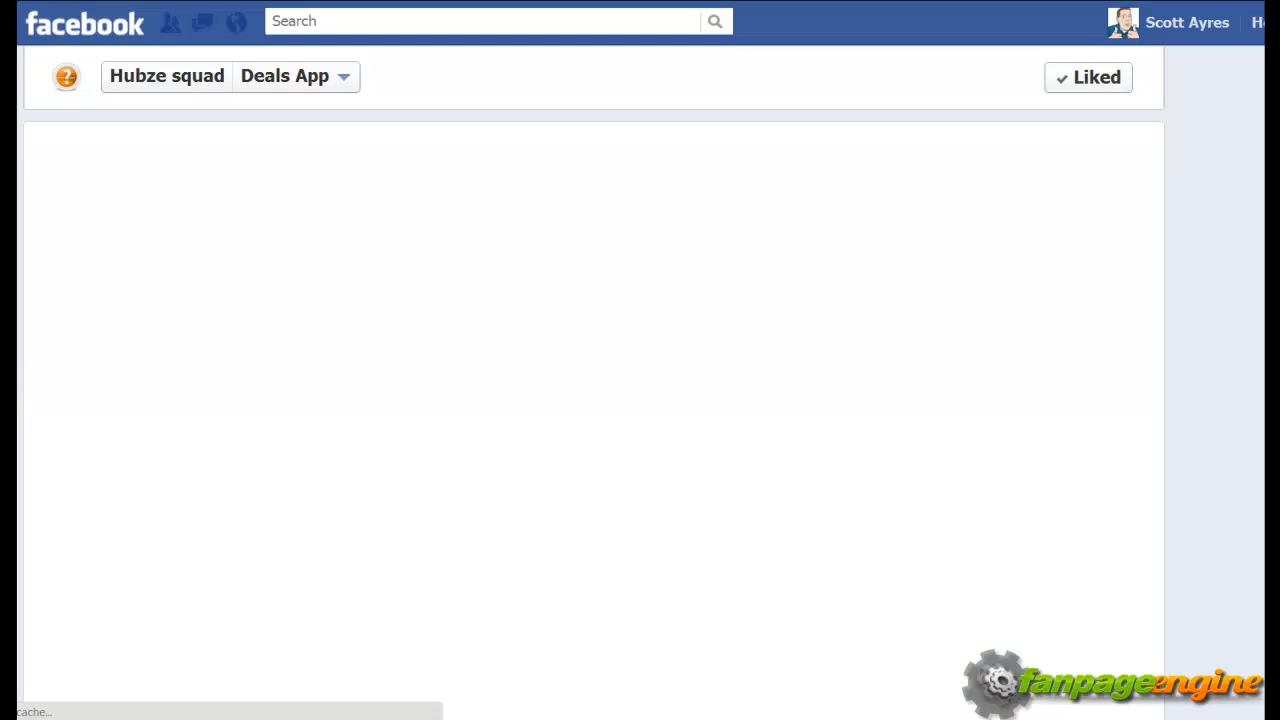 facebook
Search
Scott Ayres
Hubze squad
Deals App
Liked
cache...
fanpageengine